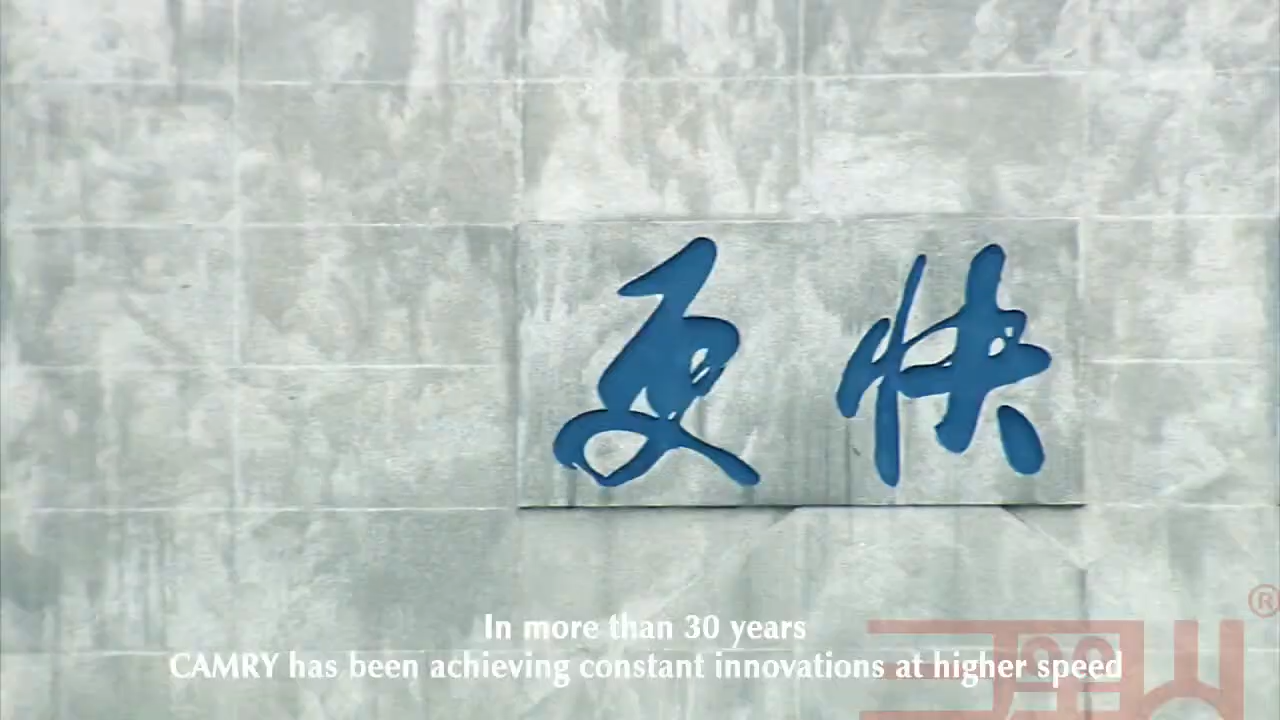 更快
In more than 30 years
CAMRY has been achieving constant innovations at higher speed
®